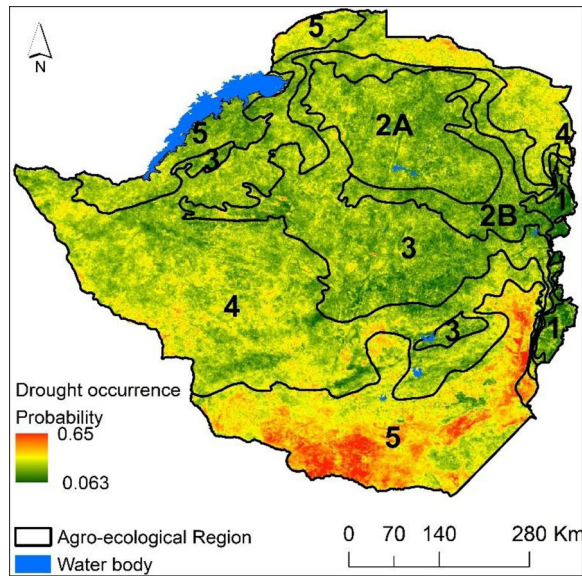 5
N
2A
5
4
3
1
2B
3
4
3
1
5
Drought occurrence
Probability
0.65
0.063
Agro-ecological Region
Water body
0 70 140 280 Km